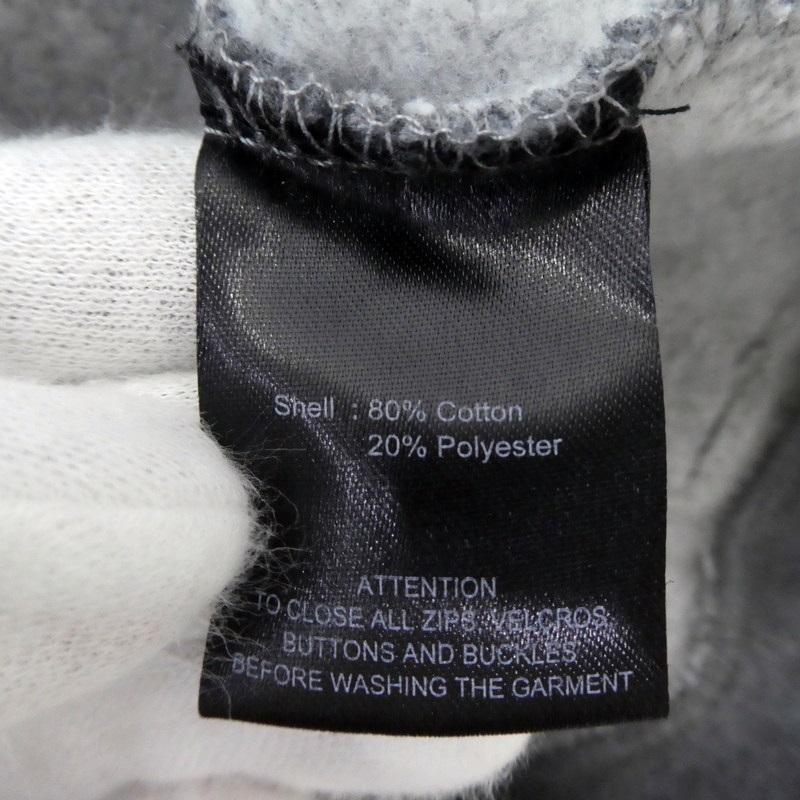 Shell : 80% Cotton
20% Polyester
ATTENTION
TO CLOSE ALL ZIPS, VELCROS,
BUTTONS AND BUCKLES
BEFORE WASHING THE GARMENT